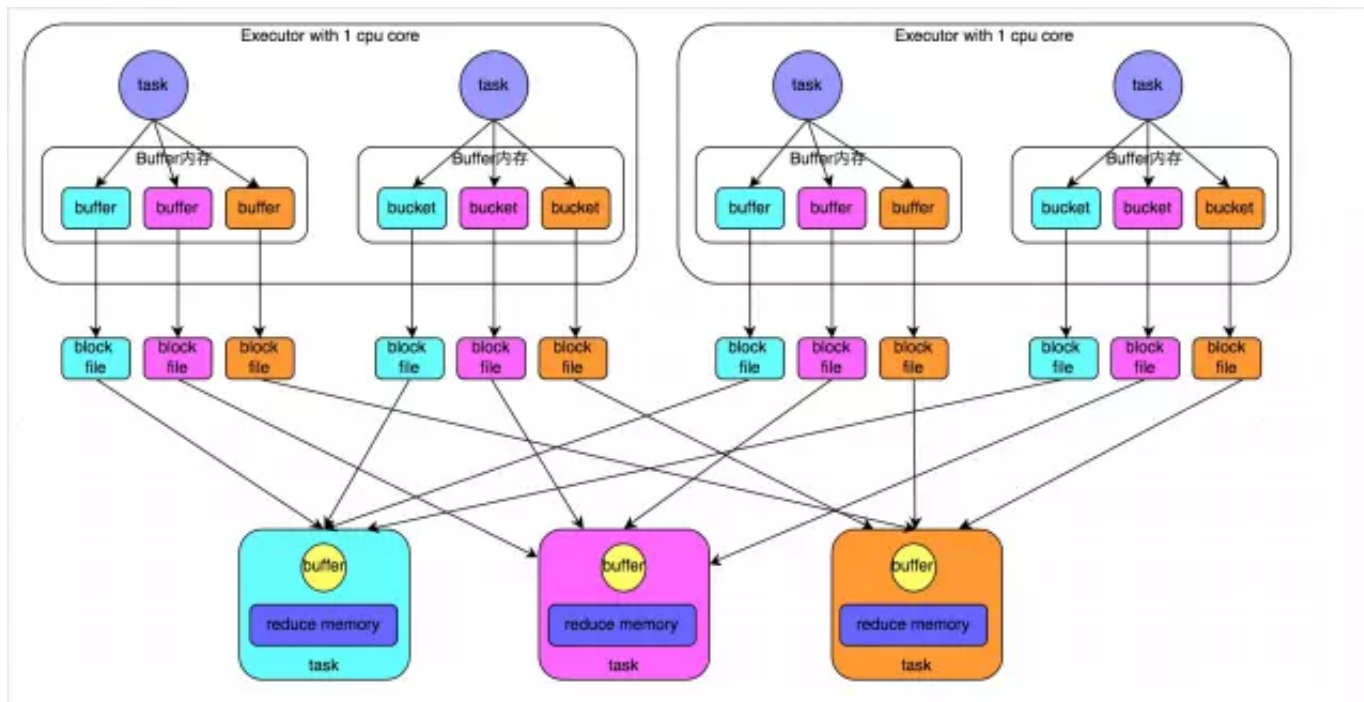 Executor with 1 cpu core
Executor with 1 cpu core
task
task
task
task
Buffer内存
Buffer内存
Buffer内存
Buffer内存
buffer
buffer
buffer
bucket
bucket
bucket
buffer
buffer
buffer
bucket
bucket
bucket
block
file
block
file
block
file
block
file
block
file
block
file
block
file
block
file
block
file
block
file
block
file
block
file
buffer
reduce memory
task
buffer
reduce memory
task
buffer
reduce memory
task